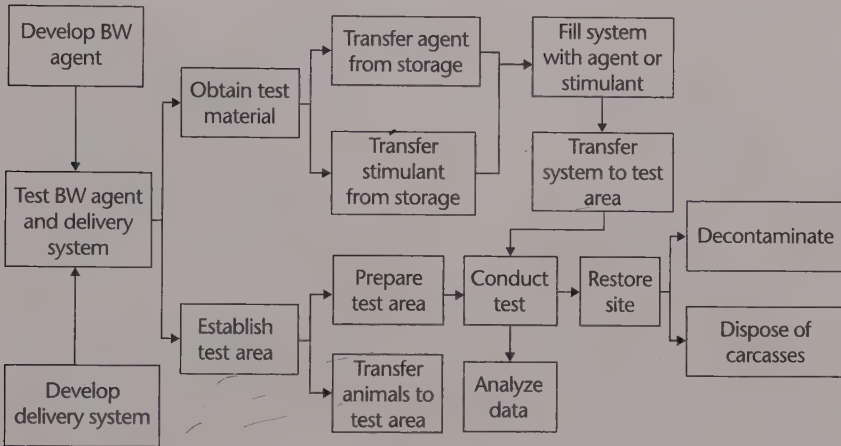 Develop BW
agent
Test BW agent
and delivery
system
Develop
delivery system
Obtain test
material
Establish
test area
Transfer agent
from storage
Transfer
stimulant
from storage
Prepare
test area
Transfer
animals to
test area
Fill system
with agent or
stimulant
Transfer
system to test
area
Conduct
test
Analyze
data
Restore
site
Decontaminate
Dispose of
carcasses